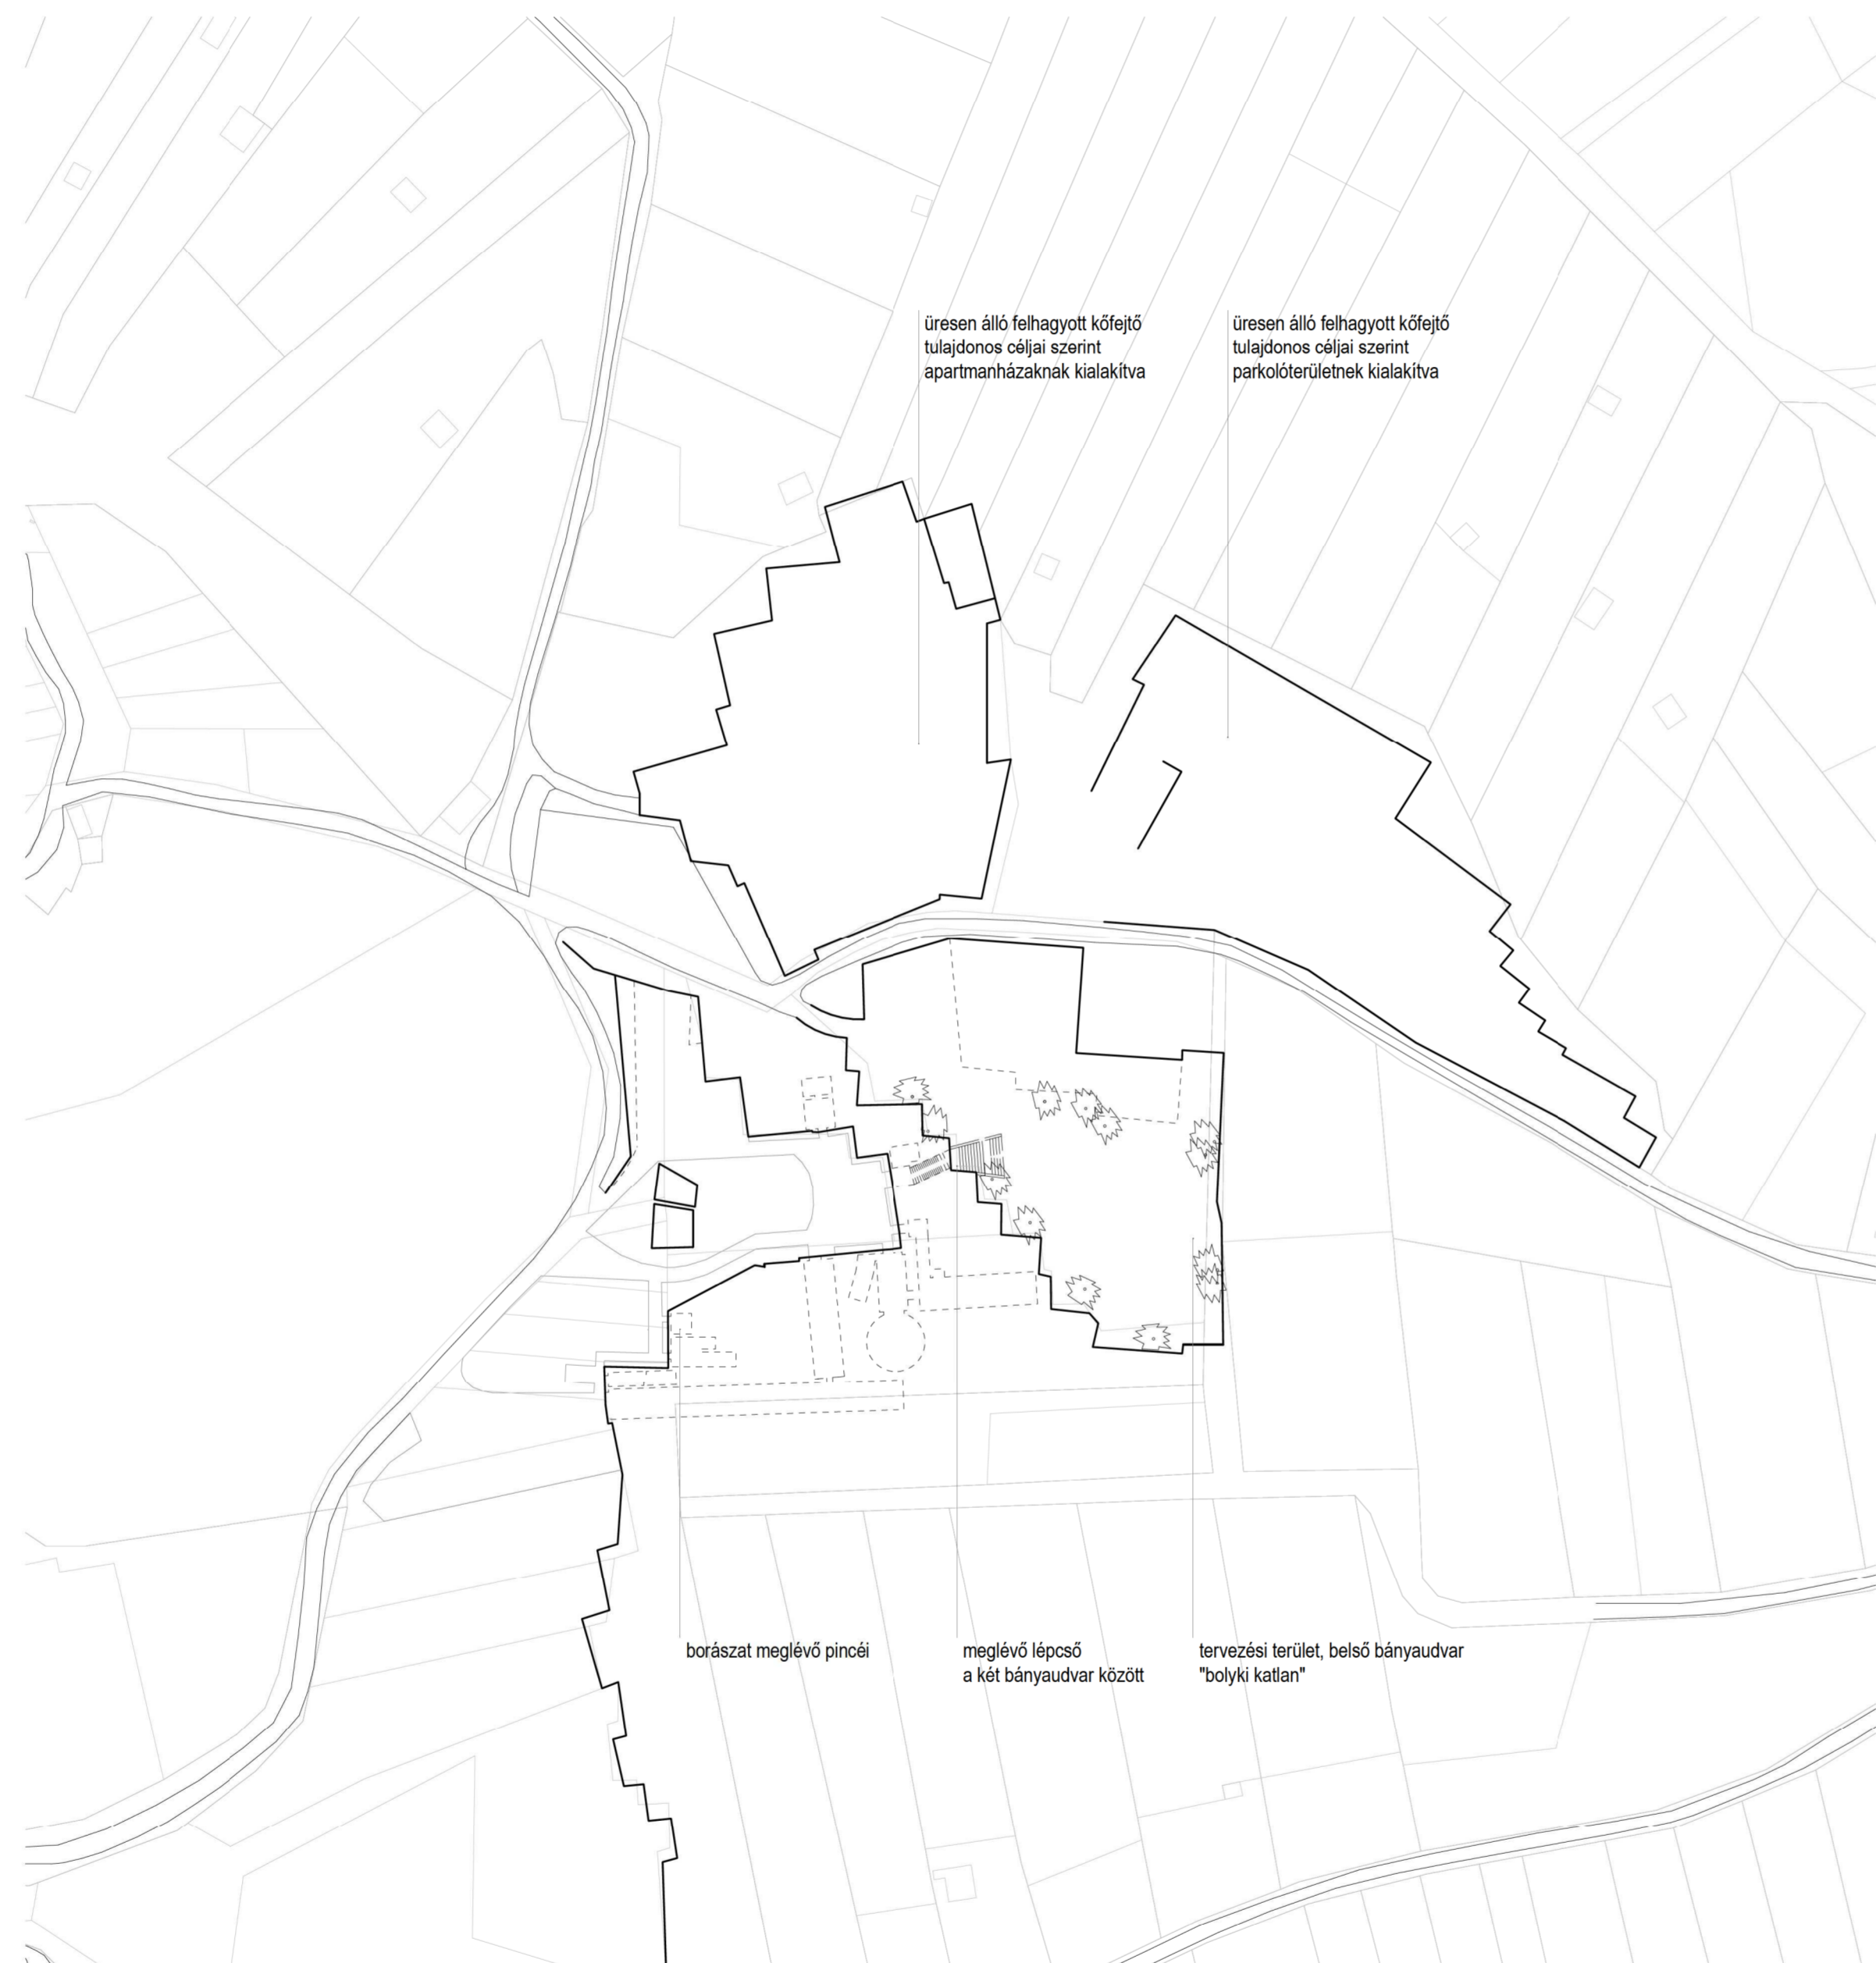 üresen álló felhagyott kőfejtő
tulajdonos céljai szerint
apartmanházaknak kialakítva
üresen álló felhagyott kőfejtő
tulajdonos céljai szerint
parkolóterületnek kialakítva
borászat meglévő pincéi
meglévő lépcső
a két bányaudvar között
tervezési terület, belső bányaudvar
"bolyki katlan"